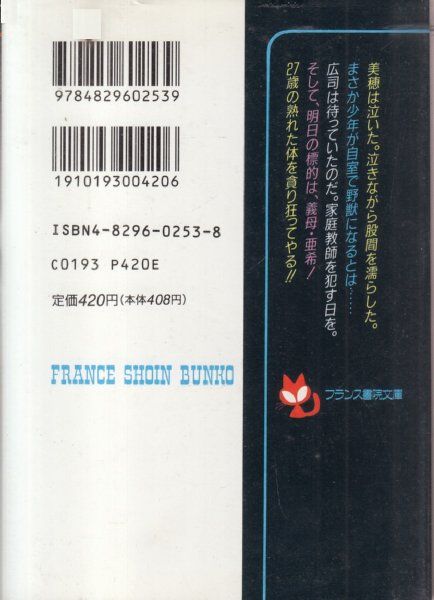 9784829602539
1910193004206
ISBN4-8296-0253-8
C0193 P420E
定価420円(本体408円)
FRANCE SHOIN BUNKO
美穂は泣いた。泣きながら股間を濡らした。
まさか少年が自室で野獣になるとは……
広司は待っていたのだ。家庭教師を犯す日を。
そして、明日の標的は、義母・亜希!
27歳の熟れた体を貪り狂ってやる!!
フランス書院文庫